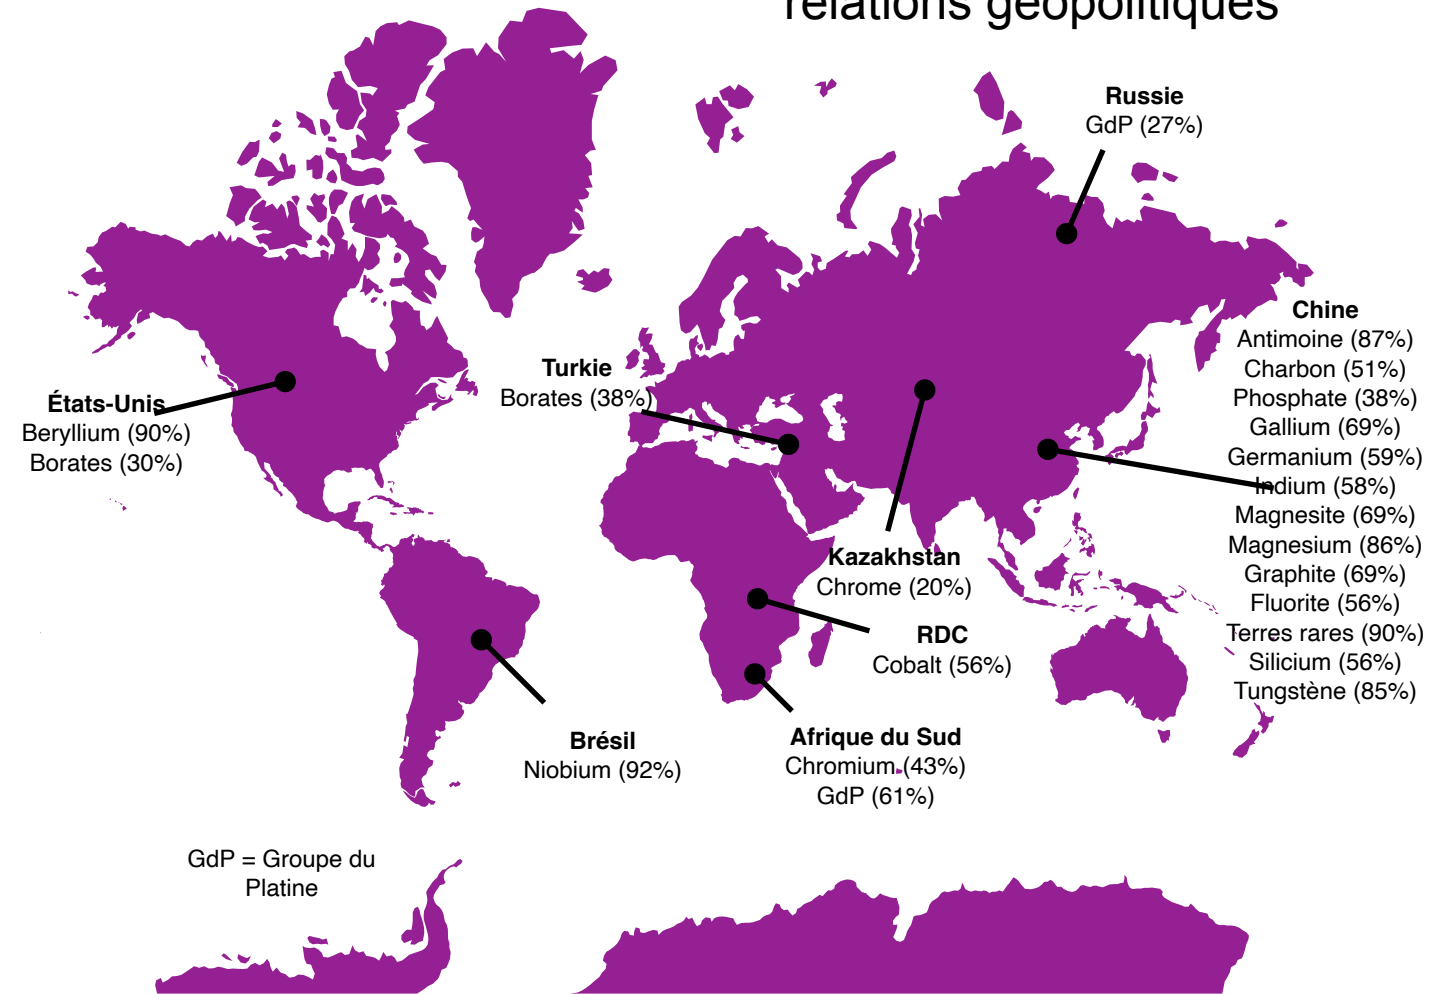 relations géopolitiques
Russie
GdP (27%)
Chine
Antimoine (87%)
Charbon (51%)
Phosphate (38%)
Gallium (69%)
Germanium (59%)
Indium (58%)
Magnesite (69%)
Magnesium (86%)
Graphite (69%)
Fluorite (56%)
Terres rares (90%)
Silicium (56%)
Tungstène (85%)
Turkie
Borates (38%)
États-Unis
Beryllium (90%)
Borates (30%)
Kazakhstan
Chrome (20%)
RDC
Cobalt (56%)
Brésil
Niobium (92%)
Afrique du Sud
Chromium (43%)
GdP (61%)
GdP = Groupe du
Platine